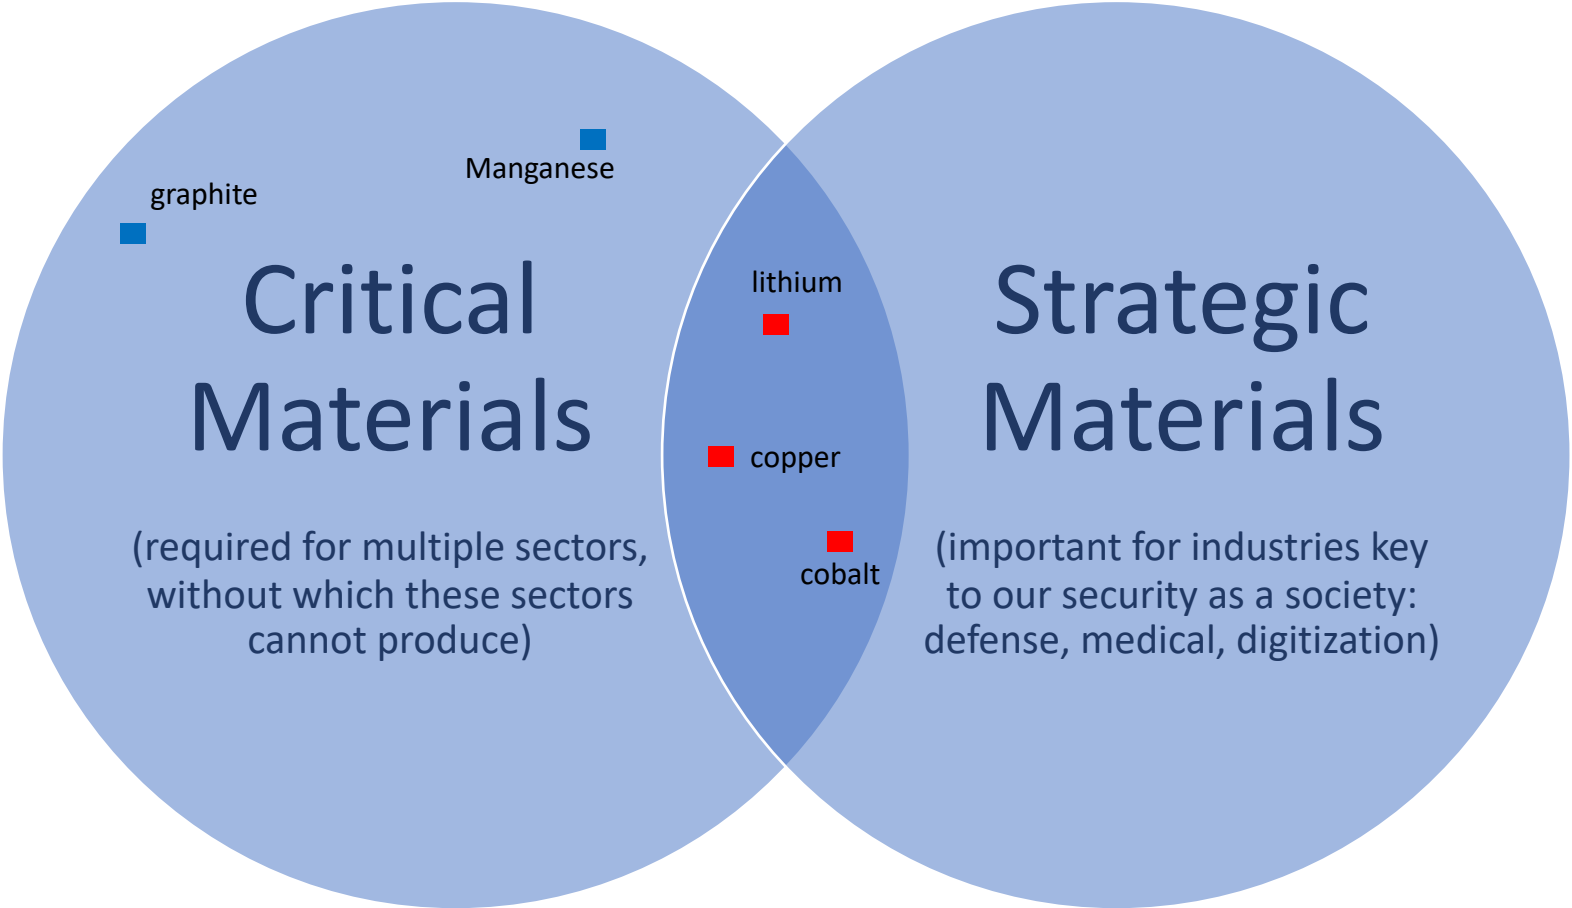 Manganese
graphite
Critical
Materials
(required for multiple sectors,
without which these sectors
cannot produce)
lithium
copper
cobalt
Strategic
Materials
(important for industries key
to our security as a society:
defense, medical, digitization)